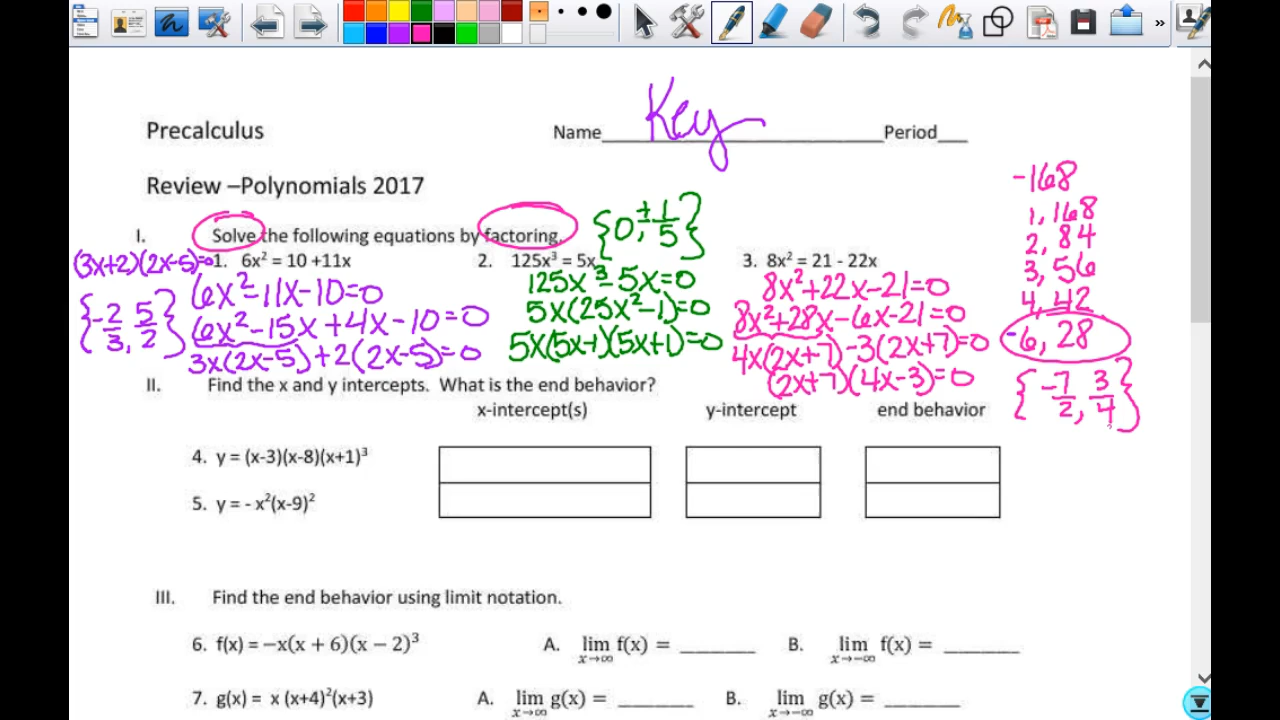 Key
Precalculus Name Period
Review –Polynomials 2017
I. Solve the following equations by factoring.
1. 6x² = 10 +11x 2. 125x³ = 5x 3. 8x² = 21 - 22x
(3x+2)(2x-5)=0
6x²-11x-10=0
6x²-15x+4x-10=0
3x(2x-5)+2(2x-5)=0
{-2/3, 5/2}
{0, ±1/5}
125x³-5x=0
5x(25x²-1)=0
5x(5x-1)(5x+1)=0
8x²+22x-21=0
8x²+28x-6x-21=0
4x(2x+7)-3(2x+7)=0
(2x+7)(4x-3)=0
-168
1, 168
2, 84
3, 56
4, 42
-6, 28
{-7/2, 3/4}
II. Find the x and y intercepts. What is the end behavior?
x-intercept(s) y-intercept end behavior
4. y = (x-3)(x-8)(x+1)³
5. y = - x²(x-9)²
III. Find the end behavior using limit notation.
6. f(x) = −x(x + 6)(x − 2)³ A. lim x→∞ f(x) = B. lim x→−∞ f(x) =
7. g(x) = x (x+4)²(x+3) A. lim x→∞ g(x) = B. lim x→−∞ g(x) =